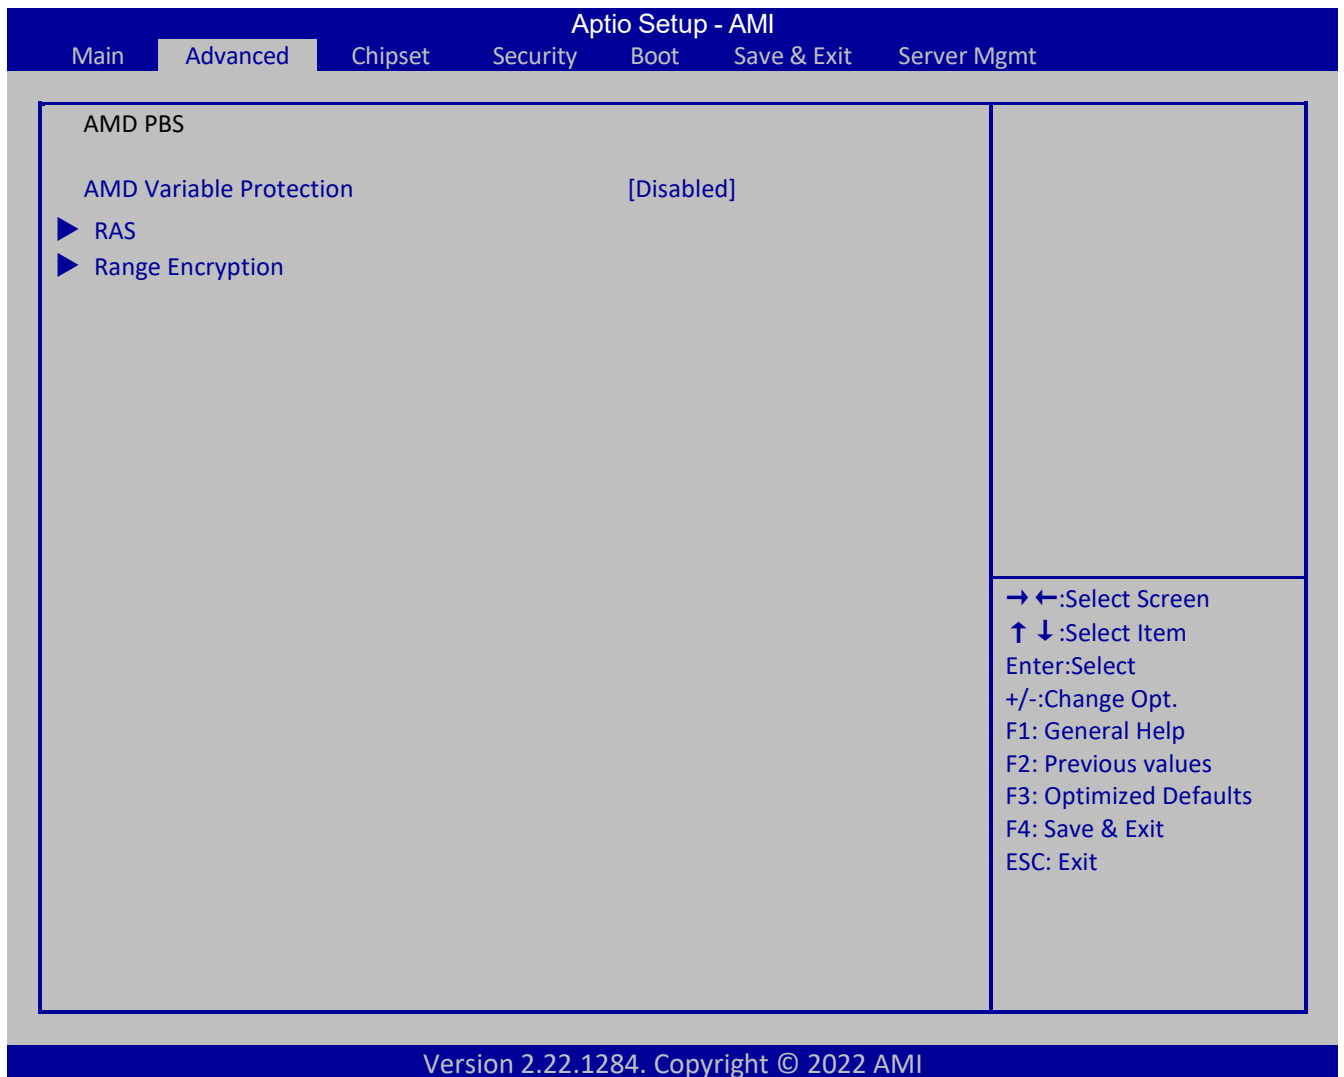 Aptio Setup - AMI
Main Advanced Chipset Security Boot Save & Exit Server Mgmt
AMD PBS
AMD Variable Protection [Disabled]
▶ RAS
▶ Range Encryption
→ ←:Select Screen
↑ ↓ :Select Item
Enter:Select
+/-:Change Opt.
F1: General Help
F2: Previous values
F3: Optimized Defaults
F4: Save & Exit
ESC: Exit
Version 2.22.1284. Copyright © 2022 AMI